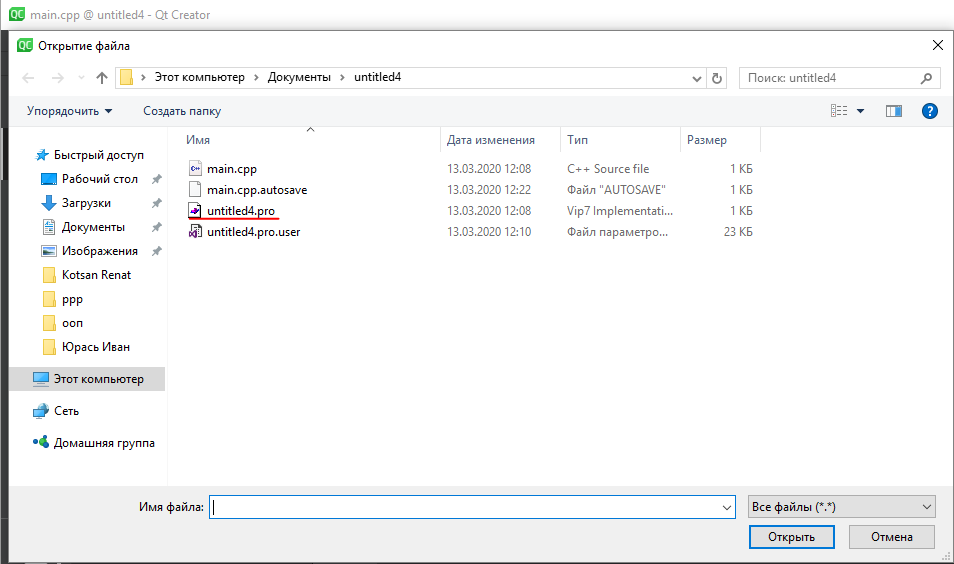 QC main.cpp @ untitled4 - Qt Creator
QC Открытие файла
Этот компьютер > Документы > untitled4
Поиск: untitled4
Упорядочить Создать папку
Имя Дата изменения Тип Размер
main.cpp 13.03.2020 12:08 C++ Source file 1 КБ
main.cpp.autosave 13.03.2020 12:22 Файл "AUTOSAVE" 1 КБ
untitled4.pro 13.03.2020 12:08 Vip7 Implementati... 1 КБ
untitled4.pro.user 13.03.2020 12:10 Файл параметро... 23 КБ
Быстрый доступ
Рабочий стол
Загрузки
Документы
Изображения
Kotsan Renat
ppp
ооп
Юрась Иван
Этот компьютер
Сеть
Домашняя группа
Имя файла:
Все файлы (*.*)
Открыть Отмена